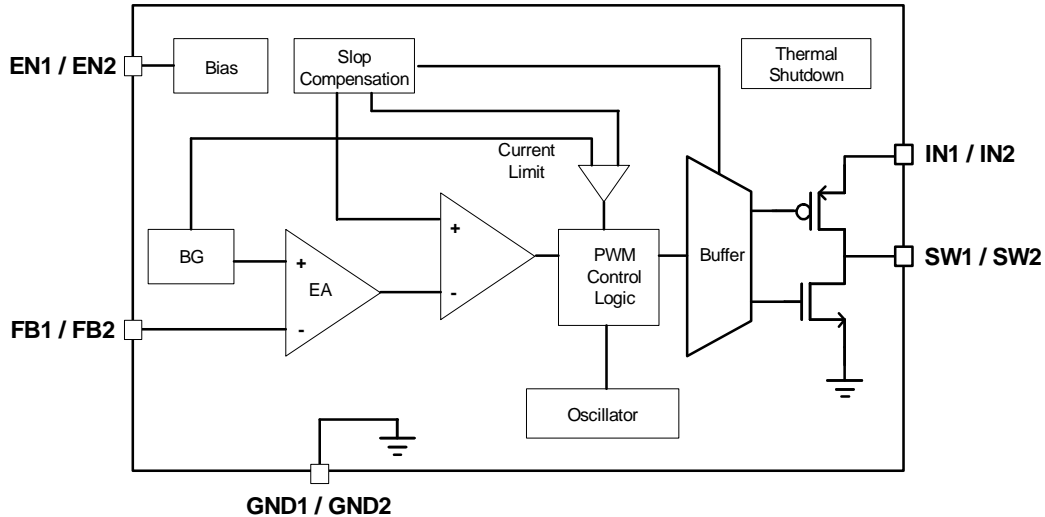 EN1 / EN2
Bias
Slop
Compensation
Thermal
Shutdown
IN1 / IN2
Current
Limit
BG
+
-
EA
+
-
PWM
Control
Logic
Buffer
SW1 / SW2
FB1 / FB2
Oscillator
GND1 / GND2